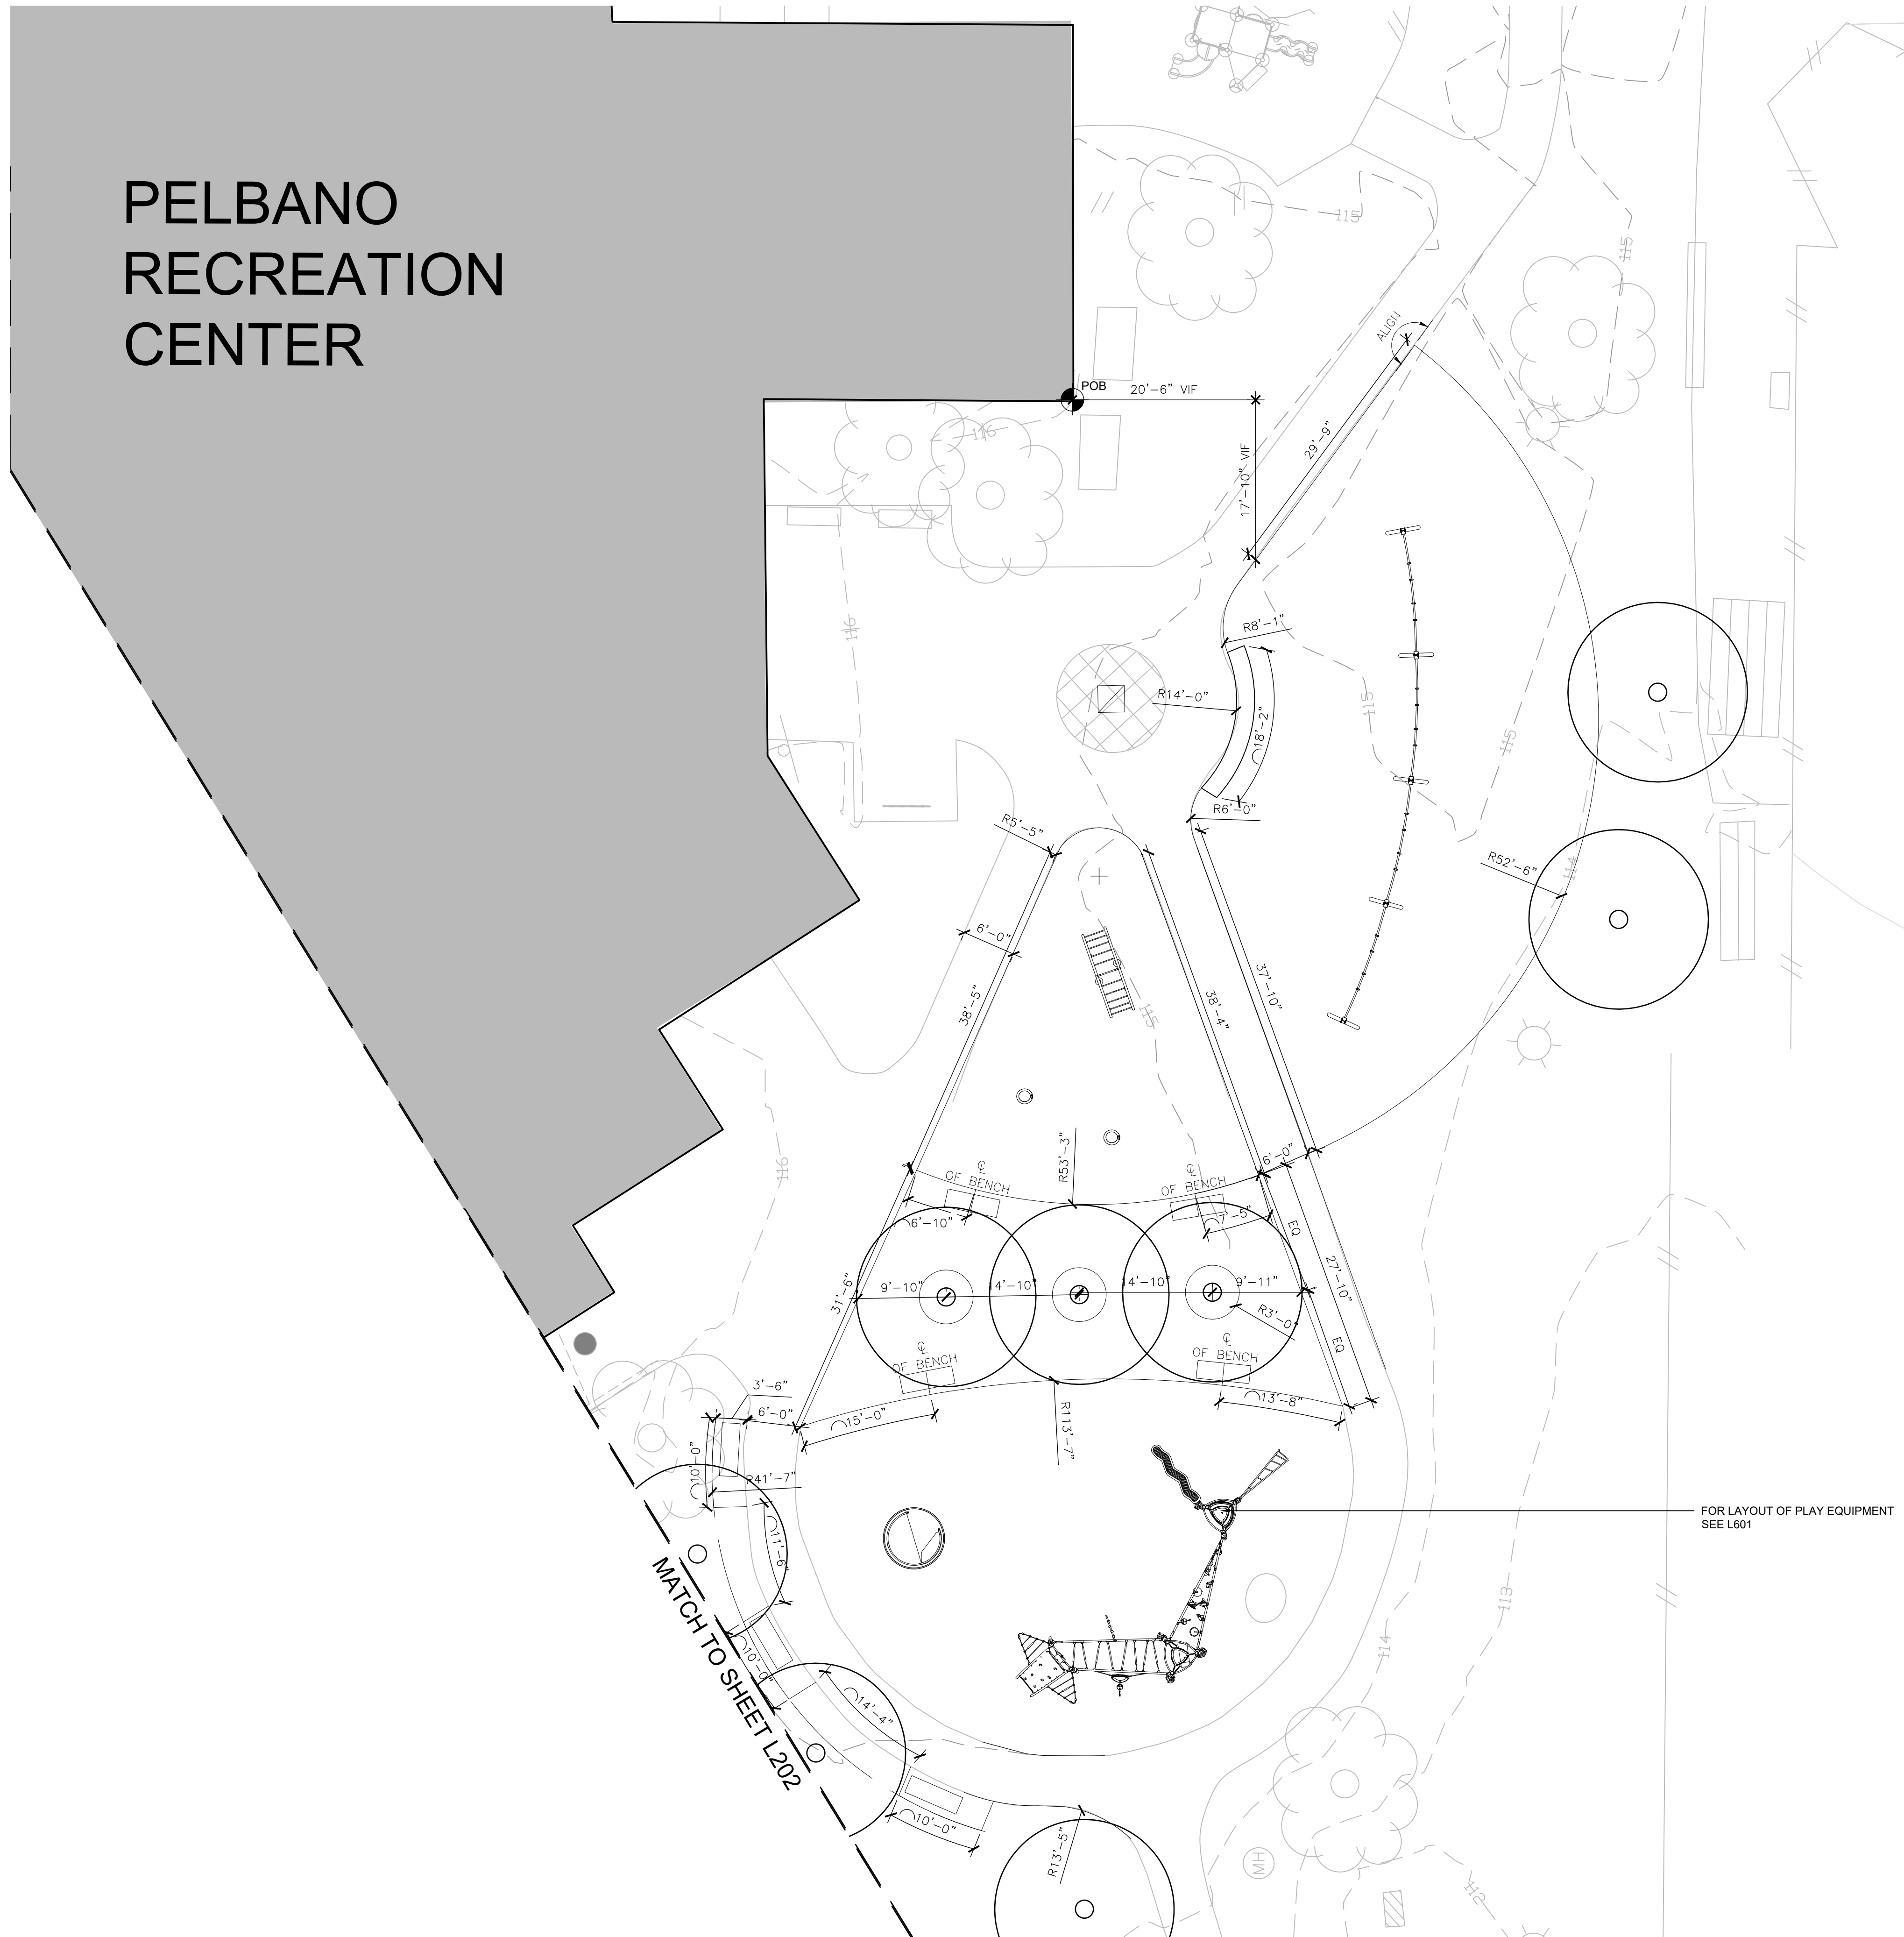 PELBANO
RECREATION
CENTER
115
115
ALIGN
POB
20'-6" VIF
116
29'-9"
17'-10" VIF
116
R8'-1"
R14'-0"
18'-2"
115
115
R6'-0"
R5'-5"
R52'-6"
114
6'-0"
37'-10"
38'-5"
38'-4"
115
R53'-3"
6'-0"
116
℄
OF BENCH
℄
OF BENCH
6'-10"
7'-5"
EQ
27'-10"
31'-6"
9'-10"
14'-10"
14'-10"
9'-11"
R3'-0"
EQ
℄
OF BENCH
℄
OF BENCH
3'-6"
6'-0"
15'-0"
13'-8"
R113'-7"
10'-0"
R41'-7"
FOR LAYOUT OF PLAY EQUIPMENT
SEE L601
11'-6"
MATCH TO SHEET L202
113
114
10'-0"
14'-4"
10'-0"
R13'-5"
MH
112